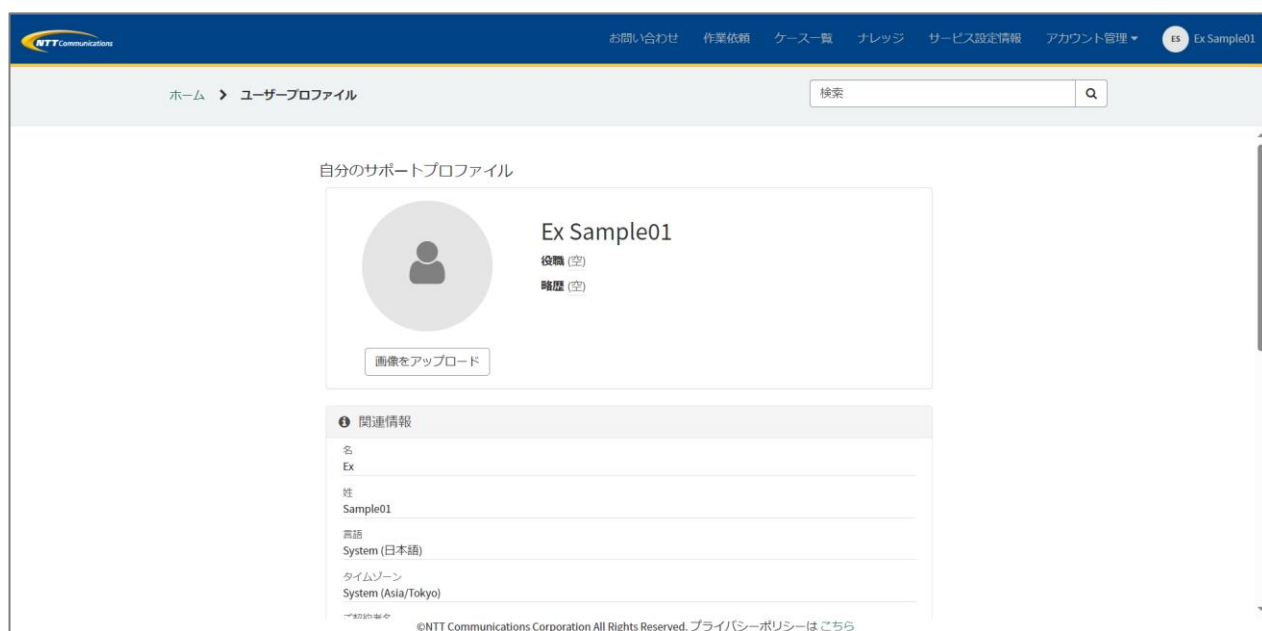 NTT Communications
お問い合わせ 作業依頼 ケース一覧 ナレッジ サービス設定情報 アカウント管理 ES Ex Sample01
ホーム > ユーザープロファイル 検索
自分のサポートプロファイル
Ex Sample01
役職 (空)
略歴 (空)
画像をアップロード
関連情報
名
Ex
姓
Sample01
言語
System (日本語)
タイムゾーン
System (Asia/Tokyo)
ご契約者名
©NTT Communications Corporation All Rights Reserved. プライバシーポリシーは こちら